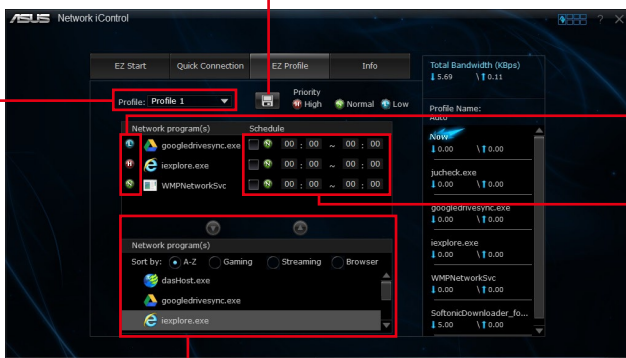 ASUS Network iControl
?
EZ Start Quick Connection EZ Profile Info
Profile: Profile 1
Priority
H High N Normal L Low
Network program(s) Schedule
L googledrivesync.exe N 00 : 00 ~ 00 : 00
H iexplore.exe N 00 : 00 ~ 00 : 00
N WMPNetworkSvc N 00 : 00 ~ 00 : 00
Network program(s)
Sort by: A-Z Gaming Streaming Browser
dasHost.exe
googledrivesync.exe
iexplore.exe
Total Bandwidth (KBps)
5.69 \ 0.11
Profile Name:
Auto
Now
0.00 \ 0.00
jucheck.exe
0.00 \ 0.00
googledrivesync.exe
0.00 \ 0.00
iexplore.exe
0.00 \ 0.00
WMPNetworkSvc
0.00 \ 0.00
SoftonicDownloader_fo...
5.00 \ 0.00